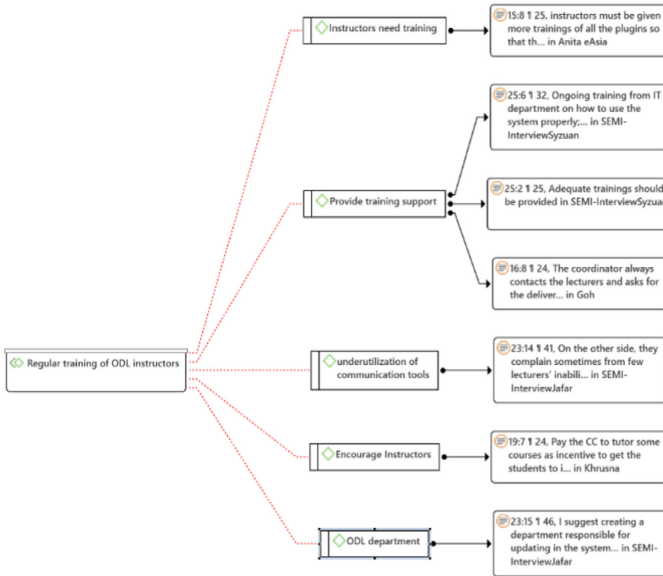 Regular training of ODL instructors
Instructors need training
15:8 ¶ 25, instructors must be given
more trainings of all the plugins so
that th... in Anita eAsia
Provide training support
25:6 ¶ 32, Ongoing training from IT
department on how to use the
system properly;... in SEMI-
InterviewSyzuan
25:2 ¶ 25, Adequate trainings should
be provided in SEMI-InterviewSyzuan
16:8 ¶ 24, The coordinator always
contacts the lecturers and asks for
the deliver... in Goh
underutilization of
communication tools
23:14 ¶ 41, On the other side, they
complain sometimes from few
lecturers' inabili... in SEMI-
InterviewJafar
Encourage Instructors
19:7 ¶ 24, Pay the CC to tutor some
courses as incentive to get the
students to i... in Khrusna
ODL department
23:15 ¶ 46, I suggest creating a
department responsible for
updating in the system... in SEMI-
InterviewJafar